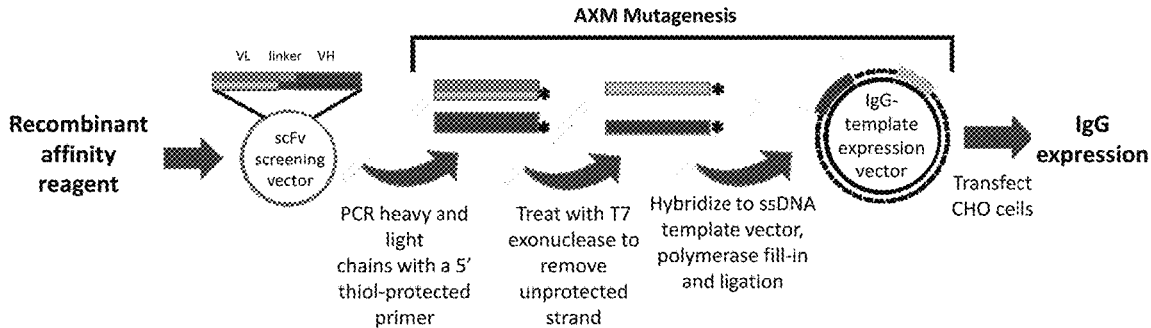 AXM Mutagenesis
VL linker VH
Recombinant
affinity
reagent
scFv
screening
vector
IgG-
template
expression
vector
IgG
expression
Transfect
CHO cells
PCR heavy and
light
chains with a 5'
thiol-protected
primer
Treat with T7
exonuclease to
remove
unprotected
strand
Hybridize to ssDNA
template vector,
polymerase fill-in
and ligation